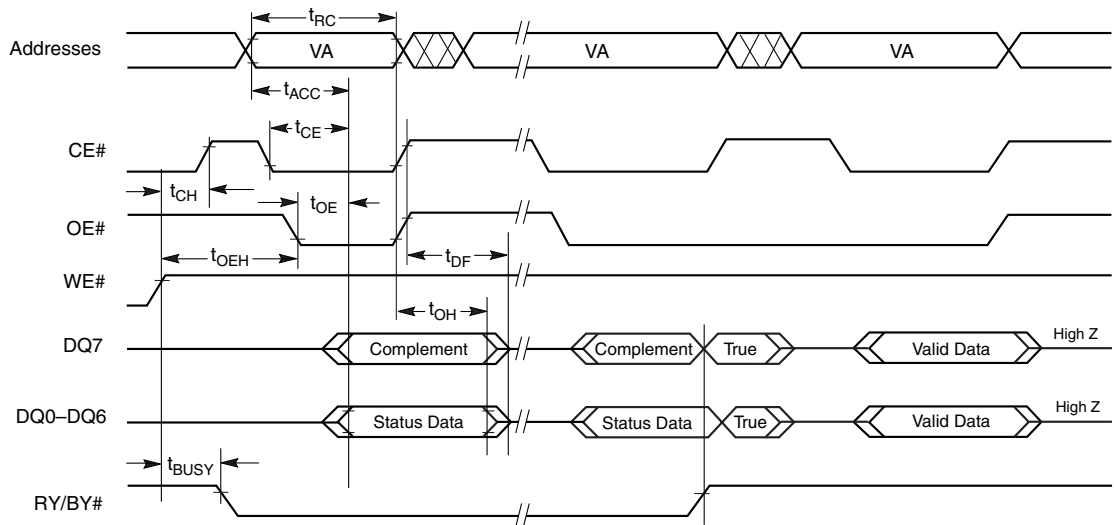 tRC
Addresses VA VA VA
tACC
tCE
CE#
tCH
tOE
OE#
tOEH tDF
WE#
tOH
DQ7 Complement Complement True Valid Data High Z
DQ0–DQ6 Status Data Status Data True Valid Data High Z
tBUSY
RY/BY#